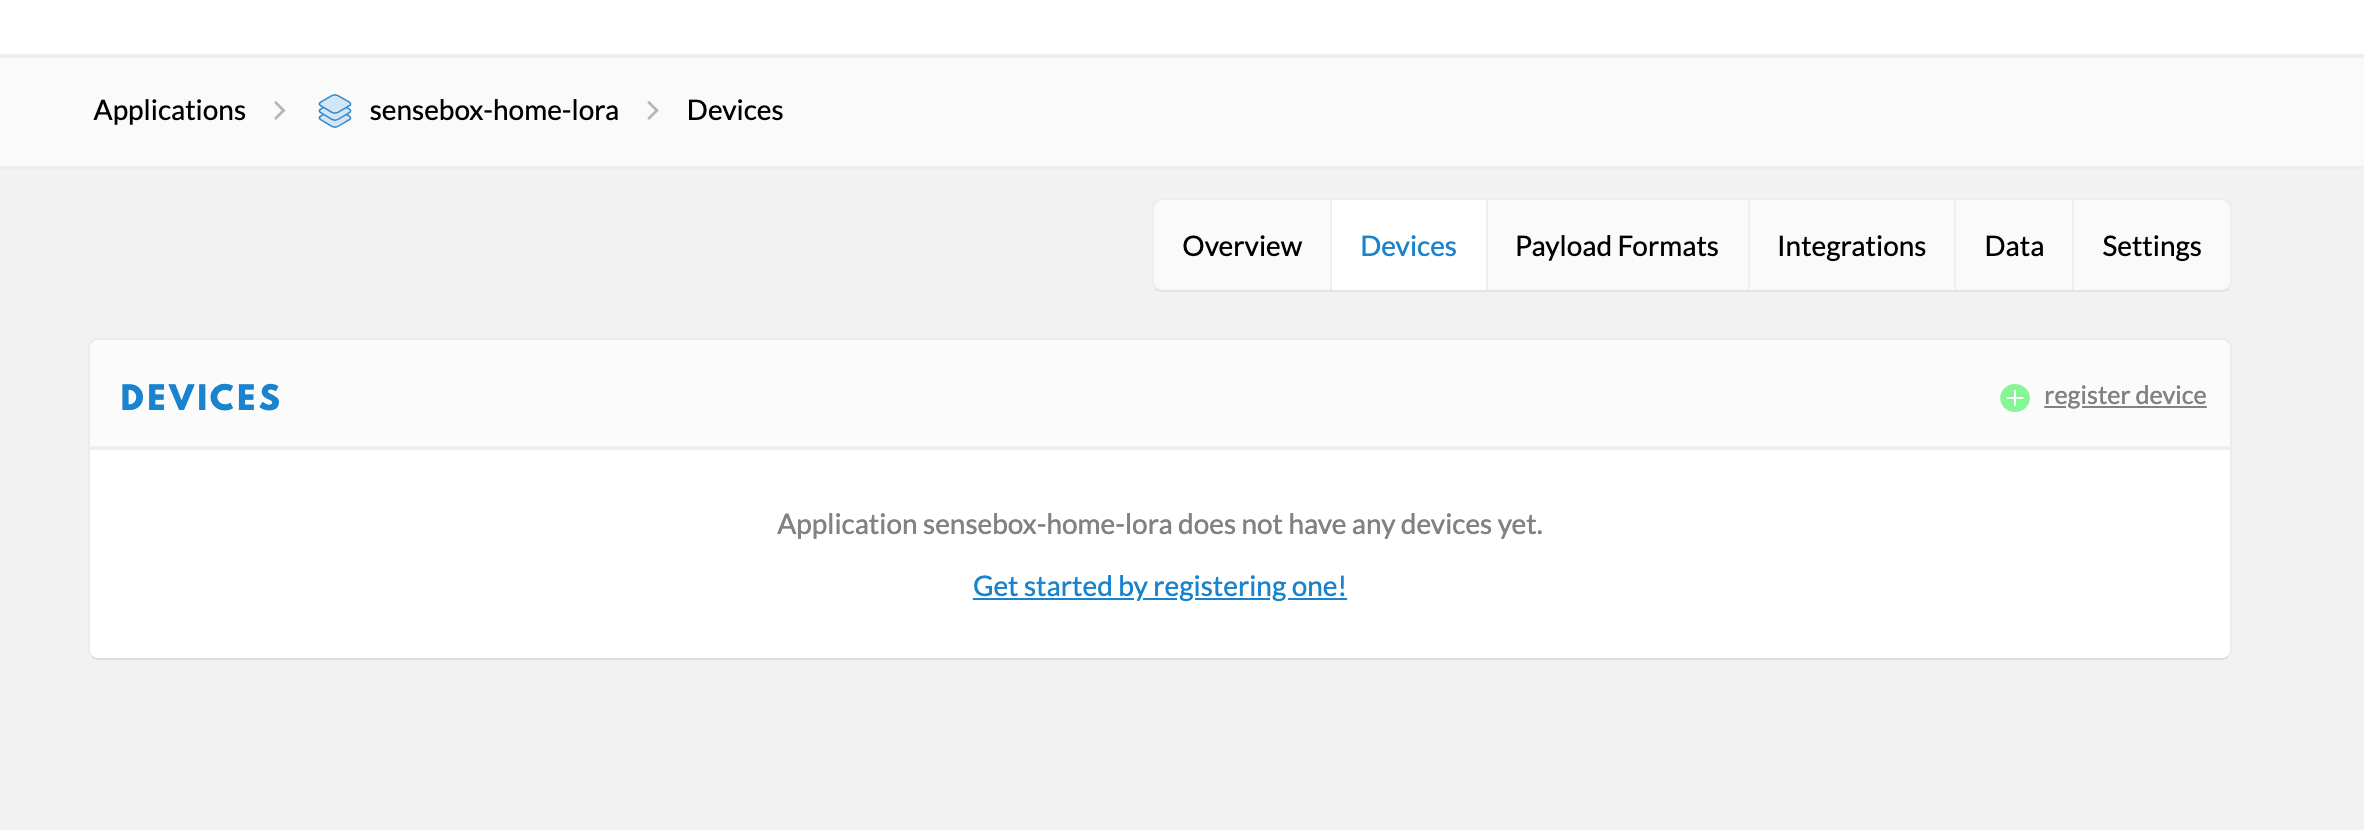 Applications > sensebox-home-lora > Devices
Overview Devices Payload Formats Integrations Data Settings
DEVICES register device
Application sensebox-home-lora does not have any devices yet.
Get started by registering one!